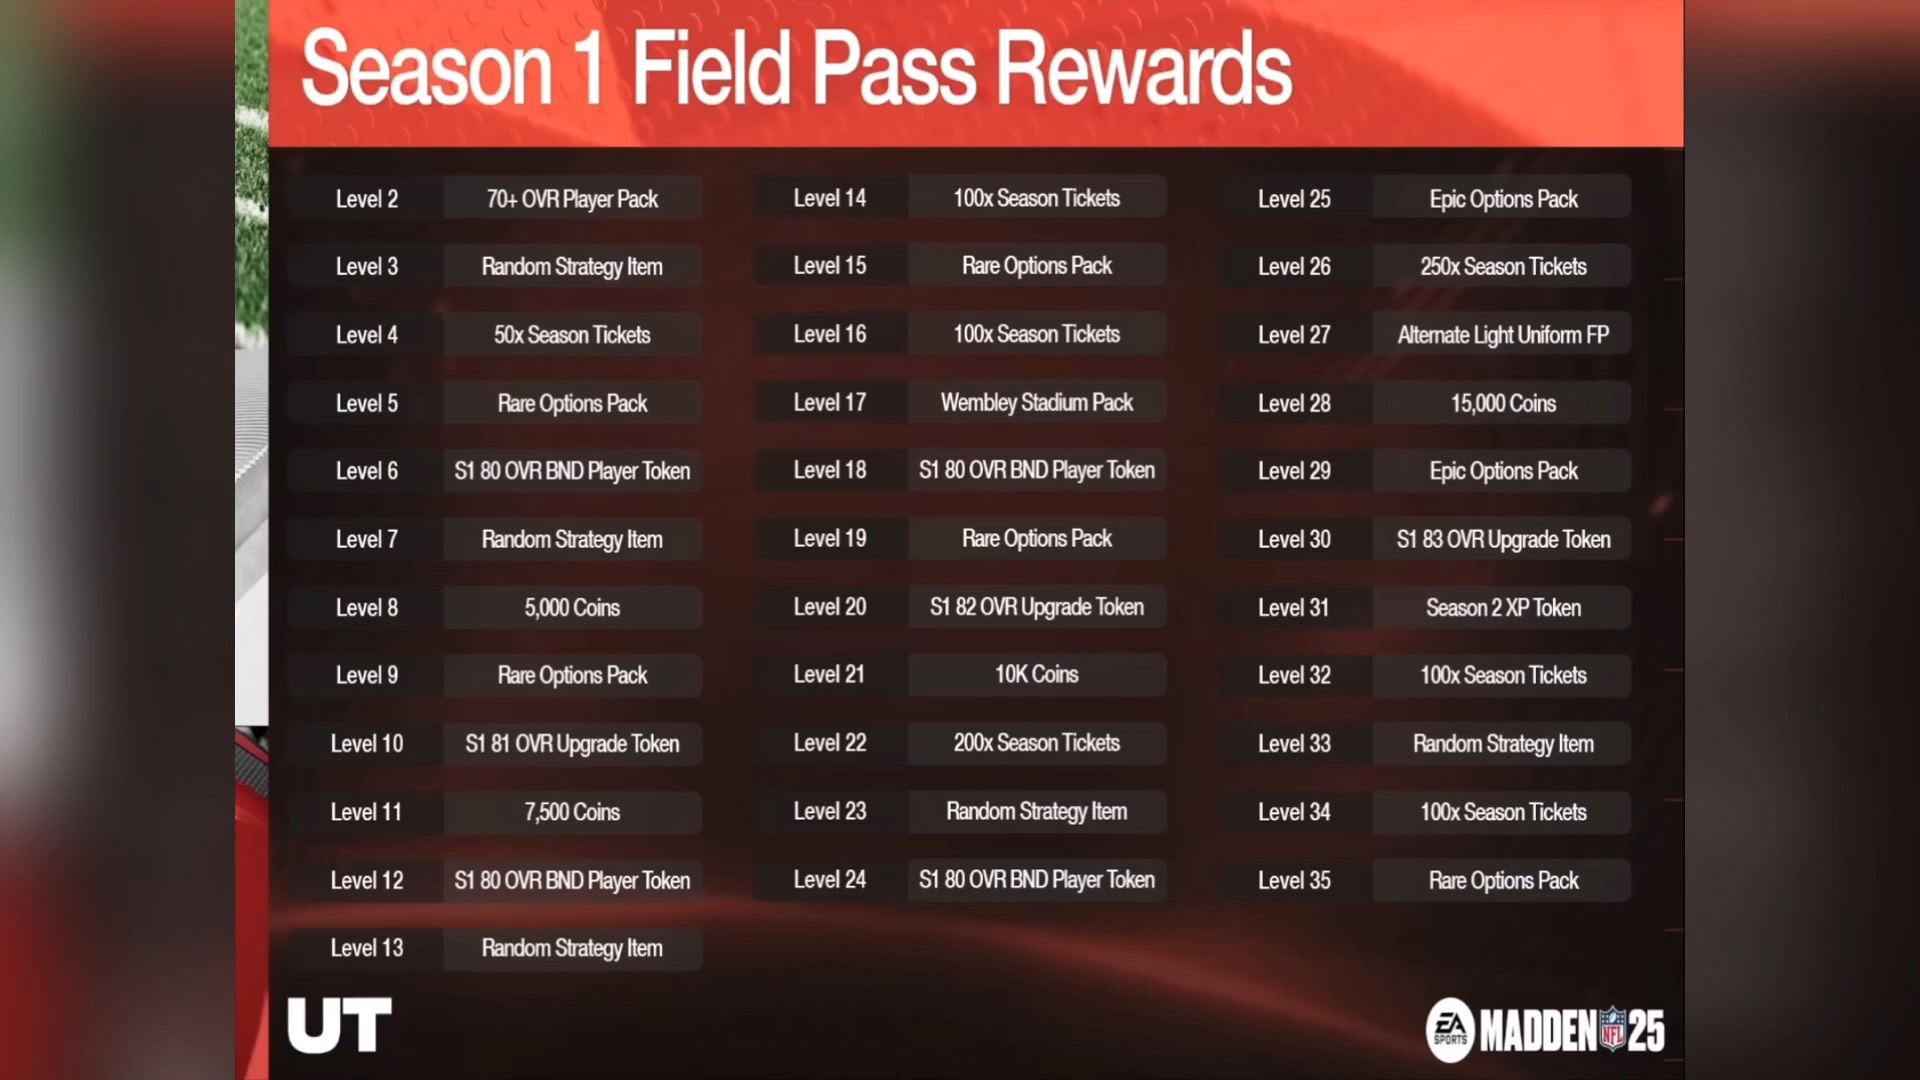 Season 1 Field Pass Rewards
Level 2 70+ OVR Player Pack
Level 3 Random Strategy Item
Level 4 50x Season Tickets
Level 5 Rare Options Pack
Level 6 S1 80 OVR BND Player Token
Level 7 Random Strategy Item
Level 8 5,000 Coins
Level 9 Rare Options Pack
Level 10 S1 81 OVR Upgrade Token
Level 11 7,500 Coins
Level 12 S1 80 OVR BND Player Token
Level 13 Random Strategy Item
Level 14 100x Season Tickets
Level 15 Rare Options Pack
Level 16 100x Season Tickets
Level 17 Wembley Stadium Pack
Level 18 S1 80 OVR BND Player Token
Level 19 Rare Options Pack
Level 20 S1 82 OVR Upgrade Token
Level 21 10K Coins
Level 22 200x Season Tickets
Level 23 Random Strategy Item
Level 24 S1 80 OVR BND Player Token
Level 25 Epic Options Pack
Level 26 250x Season Tickets
Level 27 Alternate Light Uniform FP
Level 28 15,000 Coins
Level 29 Epic Options Pack
Level 30 S1 83 OVR Upgrade Token
Level 31 Season 2 XP Token
Level 32 100x Season Tickets
Level 33 Random Strategy Item
Level 34 100x Season Tickets
Level 35 Rare Options Pack
UT
EA SPORTS MADDEN NFL 25